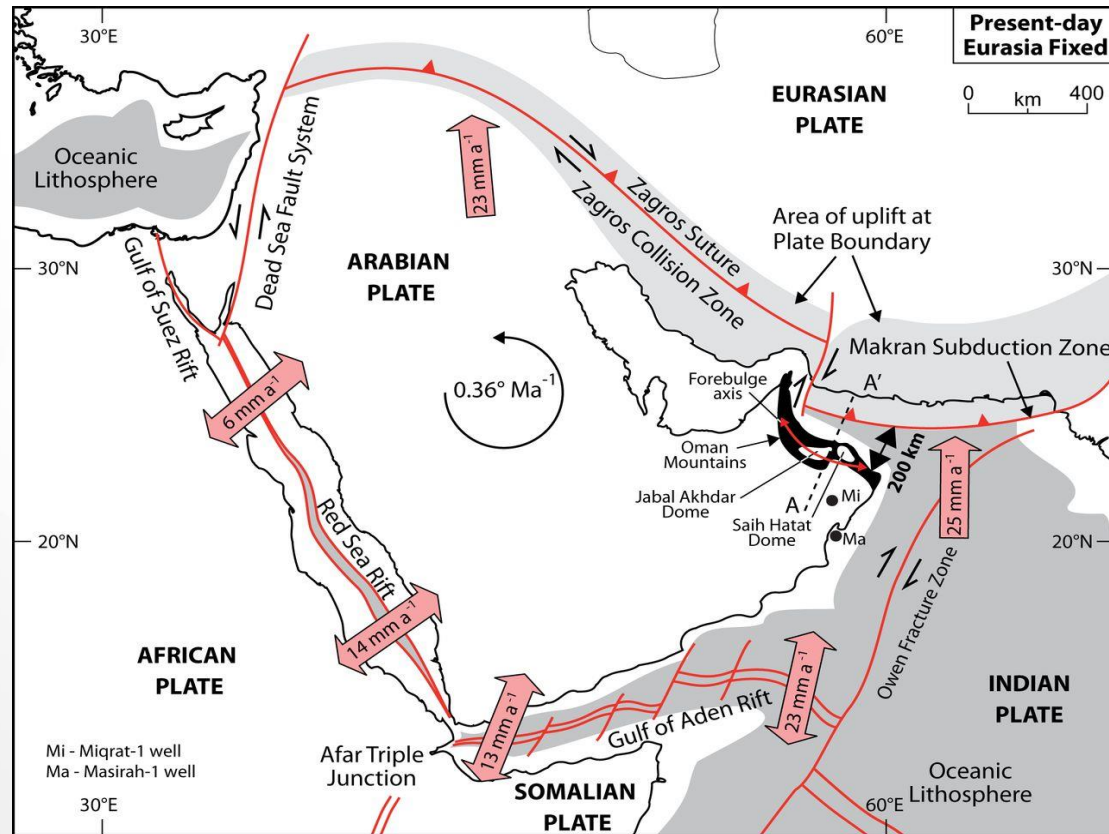 30°E
60°E
Present-day
Eurasia Fixed
0 km 400
EURASIAN
PLATE
Oceanic
Lithosphere
Dead Sea Fault System
23 mm a⁻¹
Zagros Suture
Zagros Collision Zone
Area of uplift at
Plate Boundary
30°N
30°N
Gulf of Suez Rift
ARABIAN
PLATE
Makran Subduction Zone
0.36° Ma⁻¹
Forebulge
axis
A'
6 mm a⁻¹
Oman
Mountains
200 km
Jabal Akhdar
Dome
A
Mi
Saih Hatat
Dome
25 mm a⁻¹
Ma
20°N
20°N
Red Sea Rift
14 mm a⁻¹
Owen Fracture Zone
AFRICAN
PLATE
INDIAN
PLATE
13 mm a⁻¹
Gulf of Aden Rift
23 mm a⁻¹
Mi - Miqrat-1 well
Ma - Masirah-1 well
Afar Triple
Junction
SOMALIAN
PLATE
Oceanic
Lithosphere
30°E
60°E